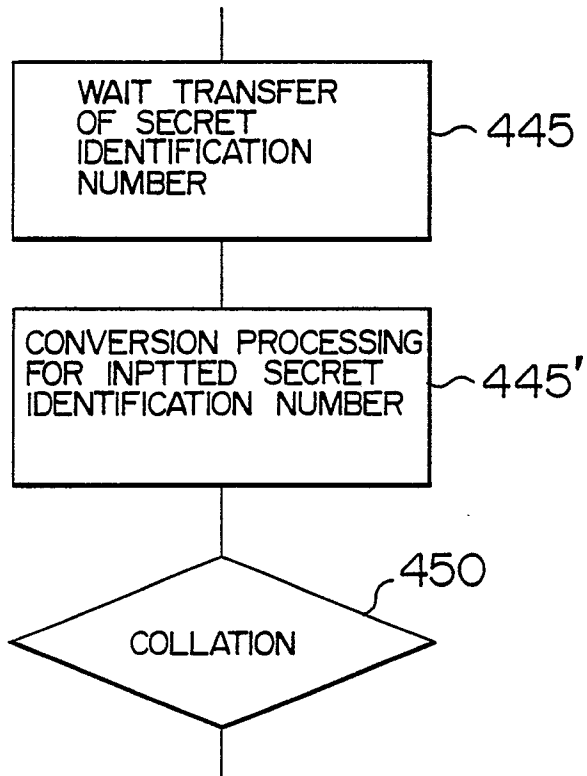 WAIT TRANSFER
OF SECRET
IDENTIFICATION
NUMBER
445
CONVERSION PROCESSING
FOR INPTTED SECRET
IDENTIFICATION NUMBER
445'
450
COLLATION